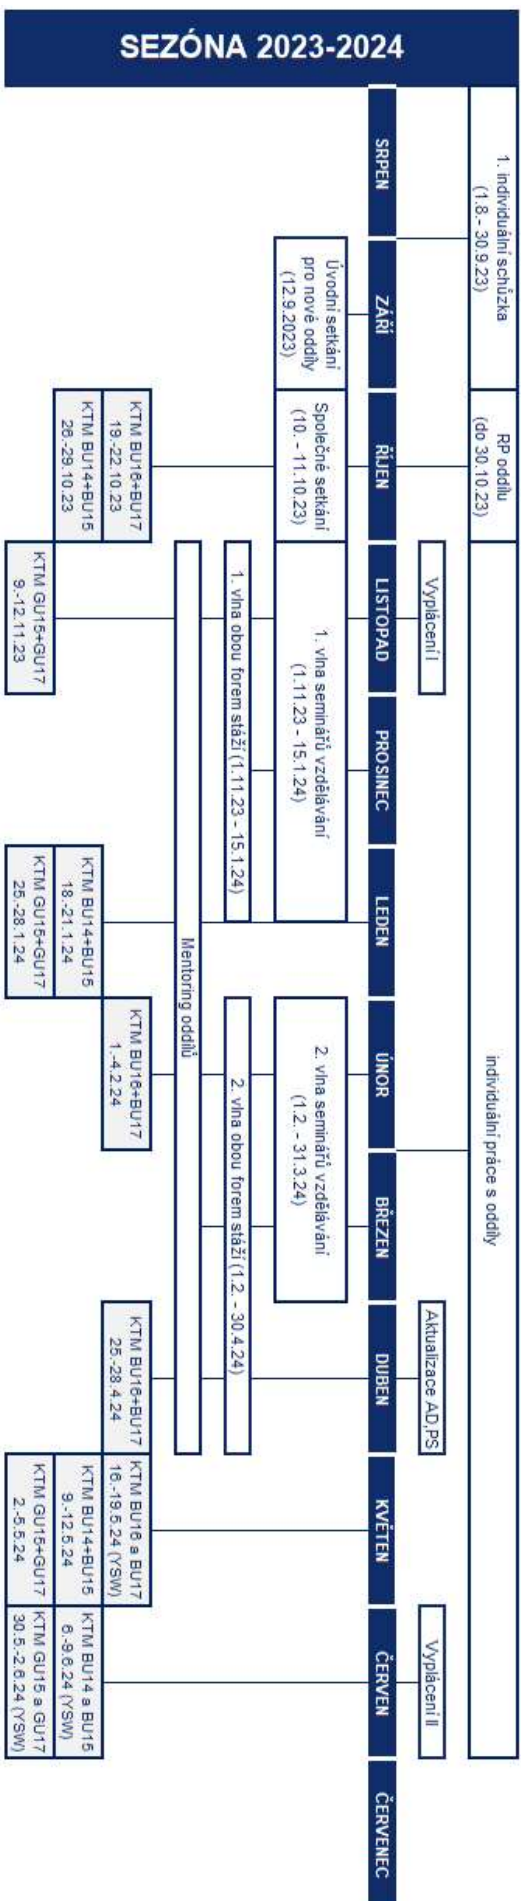 SEZÓNA 2023-2024
1. individuální schůzka
(1.8.- 30.9.23)
RP oddílu
(do 30.10.23)
individuální práce s oddíly
Vyplácení I
Aktualizace AD,PS
Vyplácení II
SRPEN
ZÁŘÍ
ŘÍJEN
LISTOPAD
PROSINEC
LEDEN
ÚNOR
BŘEZEN
DUBEN
KVĚTEN
ČERVEN
ČERVENEC
Úvodní setkání
pro nové oddíly
(12.9.2023)
Společné setkání
(10. - 11.10.23)
1. vlna seminářů vzdělávání
(1.11.23 - 15.1.24)
2. vlna seminářů vzdělávání
(1.2. - 31.3.24)
1. vlna obou forem stáží (1.11.23 - 15.1.24)
2. vlna obou forem stáží (1.2. - 30.4.24)
Mentoring oddílů
KTM BU16+BU17
19.-22.10.23
KTM BU16+BU17
1.-4.2.24
KTM BU16+BU17
25.-28.4.24
KTM BU16 a BU17
16.-19.5.24 (YSW)
KTM BU14+BU15
26.-29.10.23
KTM BU14+BU15
18.-21.1.24
KTM BU14+BU15
9.-12.5.24
KTM BU14 a BU15
6.-9.6.24 (YSW)
KTM GU15+GU17
9.-12.11.23
KTM GU15+GU17
25.-28.1.24
KTM GU15+GU17
2.-5.5.24
KTM GU15 a GU17
30.5.-2.6.24 (YSW)